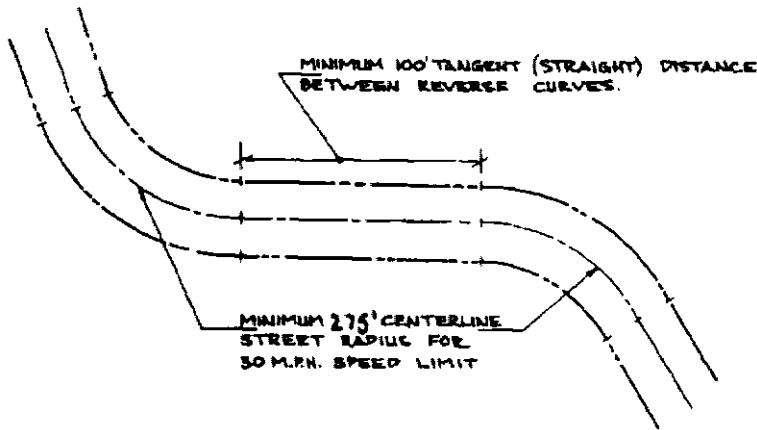 MINIMUM 100' TANGENT (STRAIGHT) DISTANCE
BETWEEN REVERSE CURVES.
MINIMUM 275' CENTERLINE
STREET RADIUS FOR
30 M.P.H. SPEED LIMIT